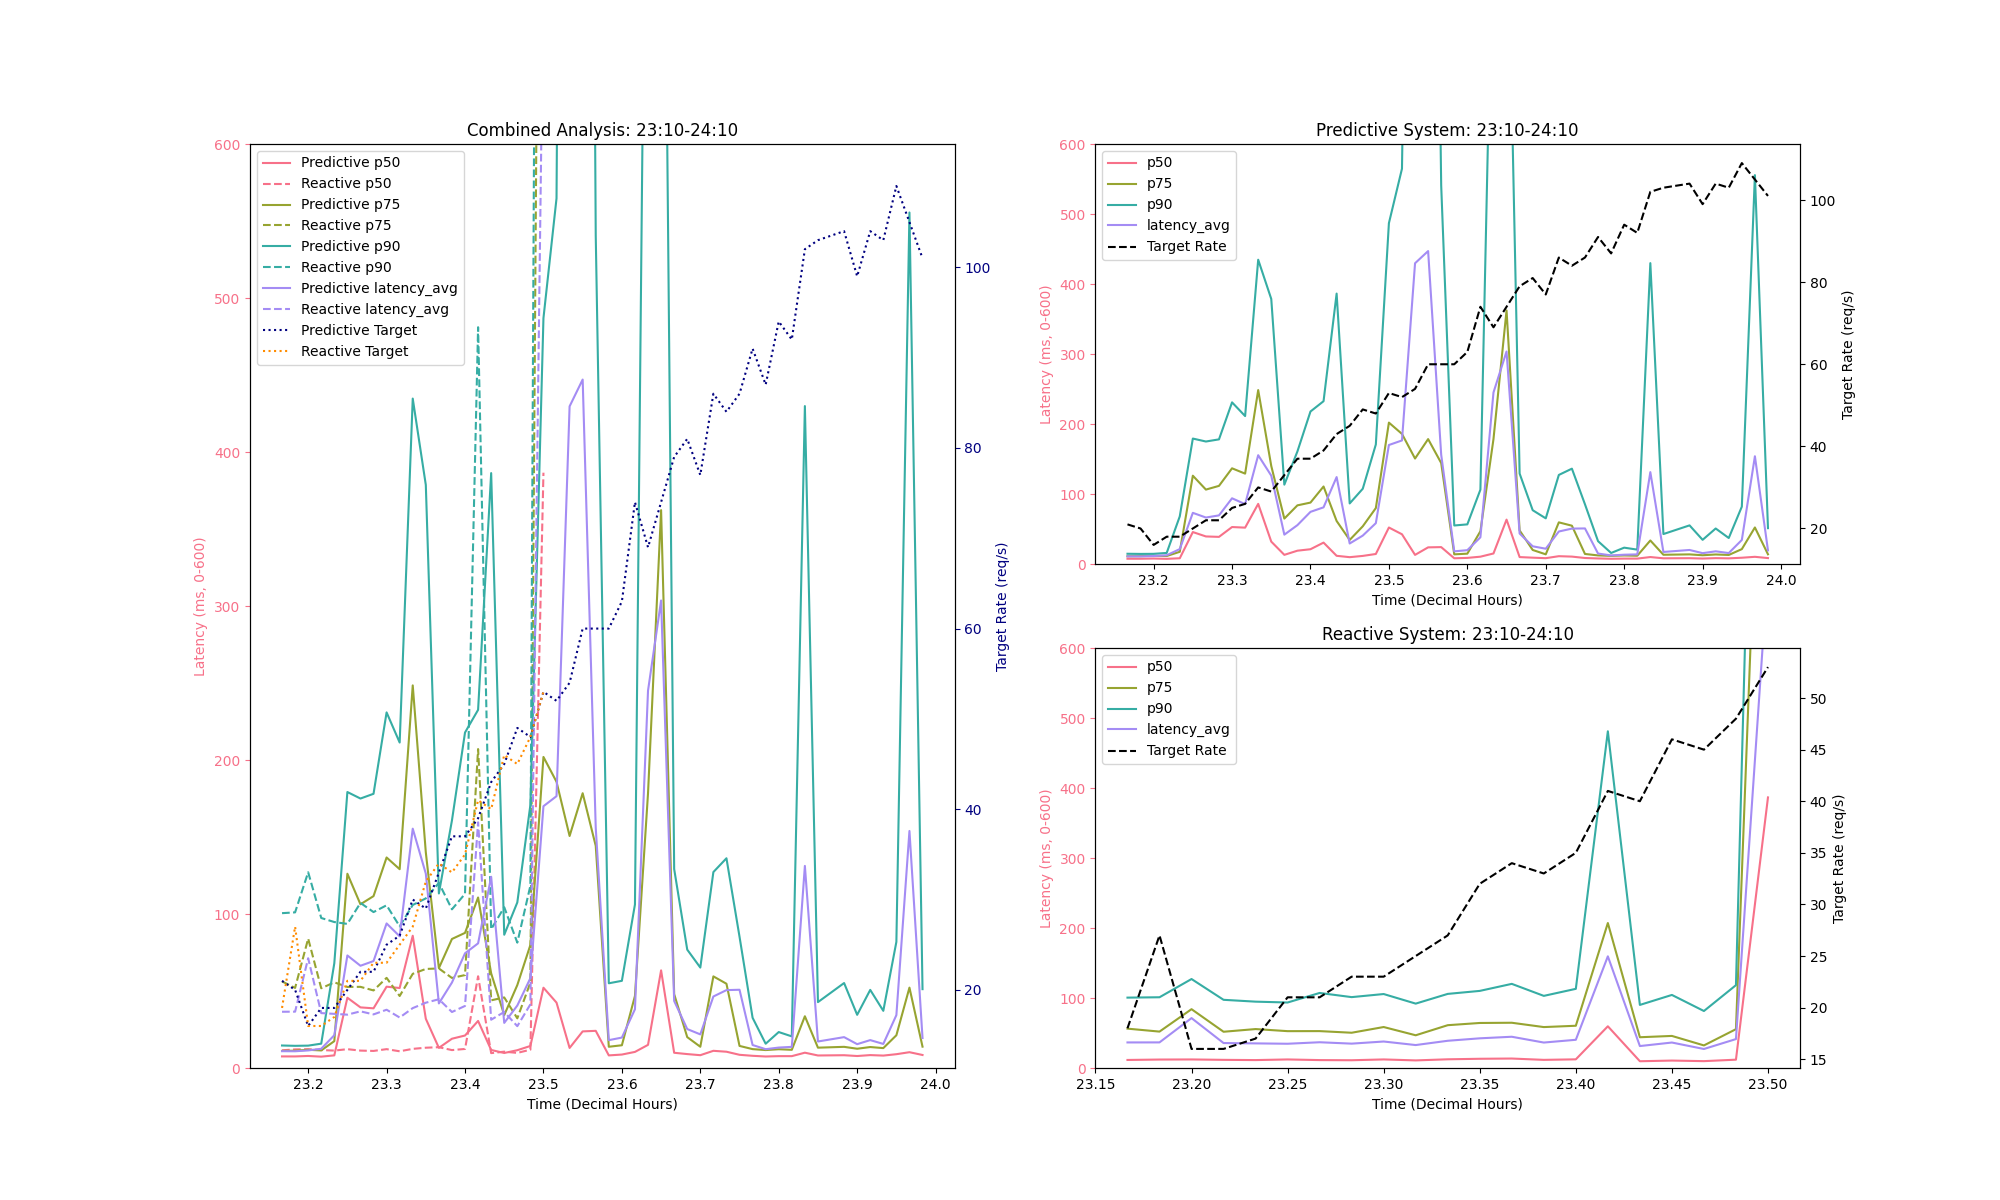 Combined Analysis: 23:10-24:10
600
500
400
300
200
100
0
Latency (ms, 0-600)
Predictive p50
Reactive p50
Predictive p75
Reactive p75
Predictive p90
Reactive p90
Predictive latency_avg
Reactive latency_avg
Predictive Target
Reactive Target
100
80
60
40
20
Target Rate (req/s)
23.2 23.3 23.4 23.5 23.6 23.7 23.8 23.9 24.0
Time (Decimal Hours)
Predictive System: 23:10-24:10
600
500
400
300
200
100
0
Latency (ms, 0-600)
p50
p75
p90
latency_avg
Target Rate
100
80
60
40
20
Target Rate (req/s)
23.2 23.3 23.4 23.5 23.6 23.7 23.8 23.9 24.0
Time (Decimal Hours)
Reactive System: 23:10-24:10
600
500
400
300
200
100
0
Latency (ms, 0-600)
p50
p75
p90
latency_avg
Target Rate
50
45
40
35
30
25
20
15
Target Rate (req/s)
23.15 23.20 23.25 23.30 23.35 23.40 23.45 23.50
Time (Decimal Hours)